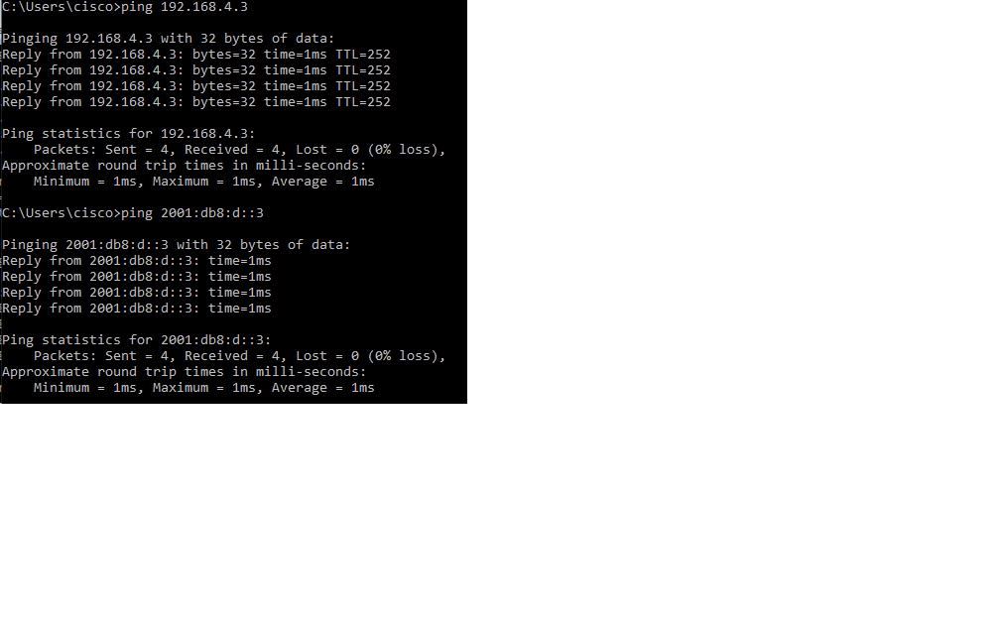 C:\Users\cisco>ping 192.168.4.3
Pinging 192.168.4.3 with 32 bytes of data:
Reply from 192.168.4.3: bytes=32 time=1ms TTL=252
Reply from 192.168.4.3: bytes=32 time=1ms TTL=252
Reply from 192.168.4.3: bytes=32 time=1ms TTL=252
Reply from 192.168.4.3: bytes=32 time=1ms TTL=252
Ping statistics for 192.168.4.3:
    Packets: Sent = 4, Received = 4, Lost = 0 (0% loss),
Approximate round trip times in milli-seconds:
    Minimum = 1ms, Maximum = 1ms, Average = 1ms
C:\Users\cisco>ping 2001:db8:d::3
Pinging 2001:db8:d::3 with 32 bytes of data:
Reply from 2001:db8:d::3: time=1ms
Reply from 2001:db8:d::3: time=1ms
Reply from 2001:db8:d::3: time=1ms
Reply from 2001:db8:d::3: time=1ms
Ping statistics for 2001:db8:d::3:
    Packets: Sent = 4, Received = 4, Lost = 0 (0% loss),
Approximate round trip times in milli-seconds:
    Minimum = 1ms, Maximum = 1ms, Average = 1ms